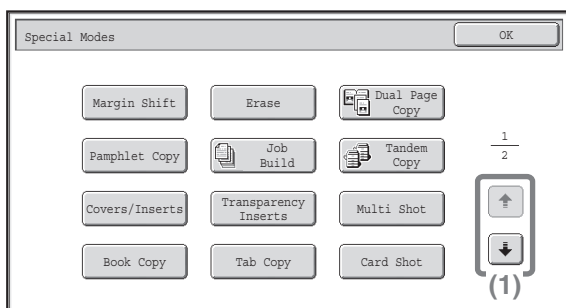 Special Modes
OK
Margin Shift
Erase
Dual Page
Copy
Pamphlet Copy
Job
Build
Tandem
Copy
1
2
Covers/Inserts
Transparency
Inserts
Multi Shot
Book Copy
Tab Copy
Card Shot
(1)